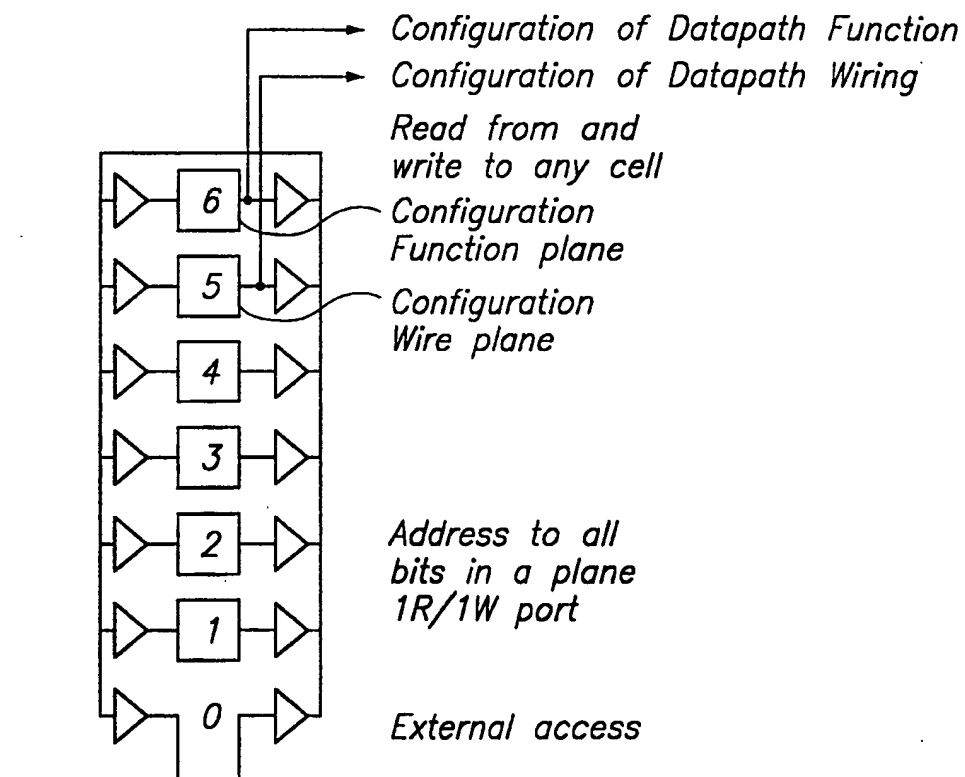 Configuration of Datapath Function
Configuration of Datapath Wiring
Read from and
write to any cell
6
Configuration
Function plane
5
Configuration
Wire plane
4
3
2
Address to all
bits in a plane
1R/1W port
1
0
External access